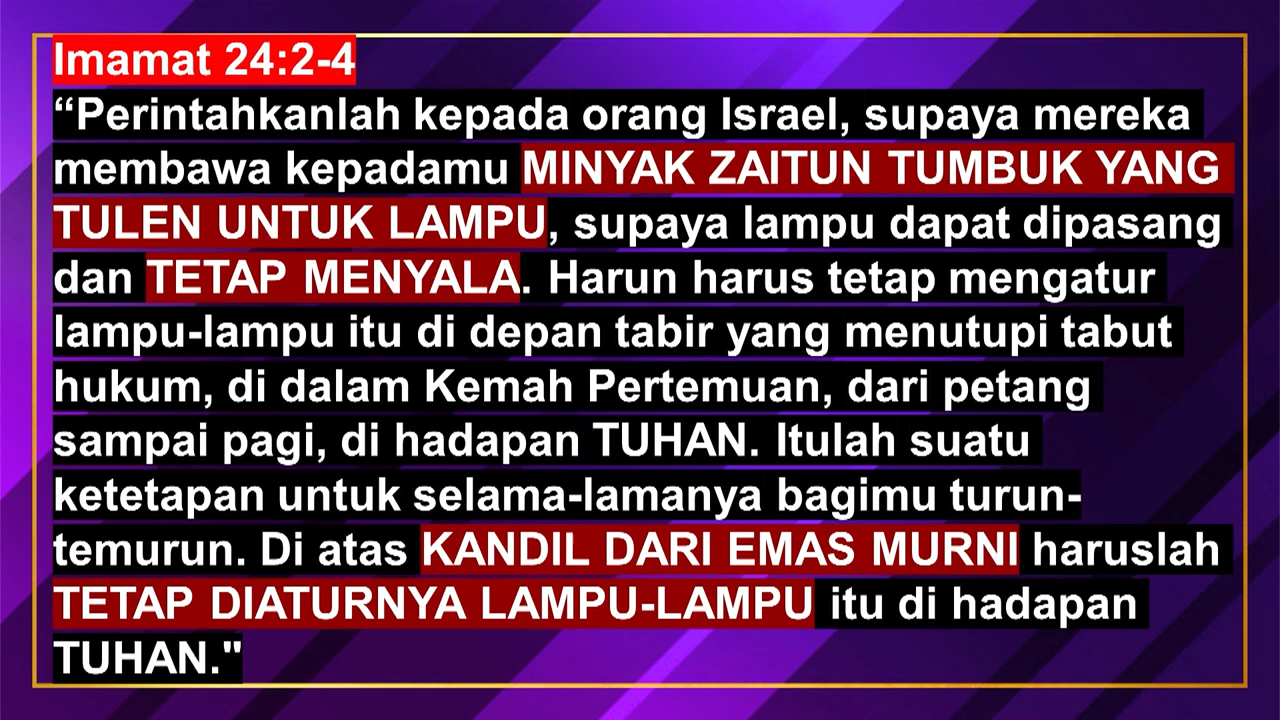 Imamat 24:2-4
“Perintahkanlah kepada orang Israel, supaya mereka
membawa kepadamu MINYAK ZAITUN TUMBUK YANG
TULEN UNTUK LAMPU, supaya lampu dapat dipasang
dan TETAP MENYALA. Harun harus tetap mengatur
lampu-lampu itu di depan tabir yang menutupi tabut
hukum, di dalam Kemah Pertemuan, dari petang
sampai pagi, di hadapan TUHAN. Itulah suatu
ketetapan untuk selama-lamanya bagimu turun-
temurun. Di atas KANDIL DARI EMAS MURNI haruslah
TETAP DIATURNYA LAMPU-LAMPU itu di hadapan
TUHAN."